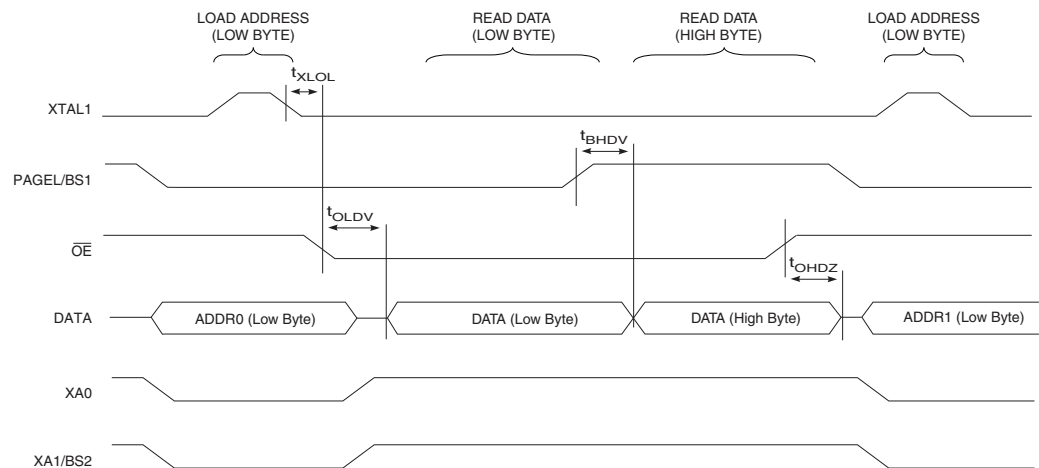 LOAD ADDRESS
(LOW BYTE)
READ DATA
(LOW BYTE)
READ DATA
(HIGH BYTE)
LOAD ADDRESS
(LOW BYTE)
tXLOL
XTAL1
tBHDV
PAGEL/BS1
tOLDV
OE
tOHDZ
DATA
ADDR0 (Low Byte)
DATA (Low Byte)
DATA (High Byte)
ADDR1 (Low Byte)
XA0
XA1/BS2